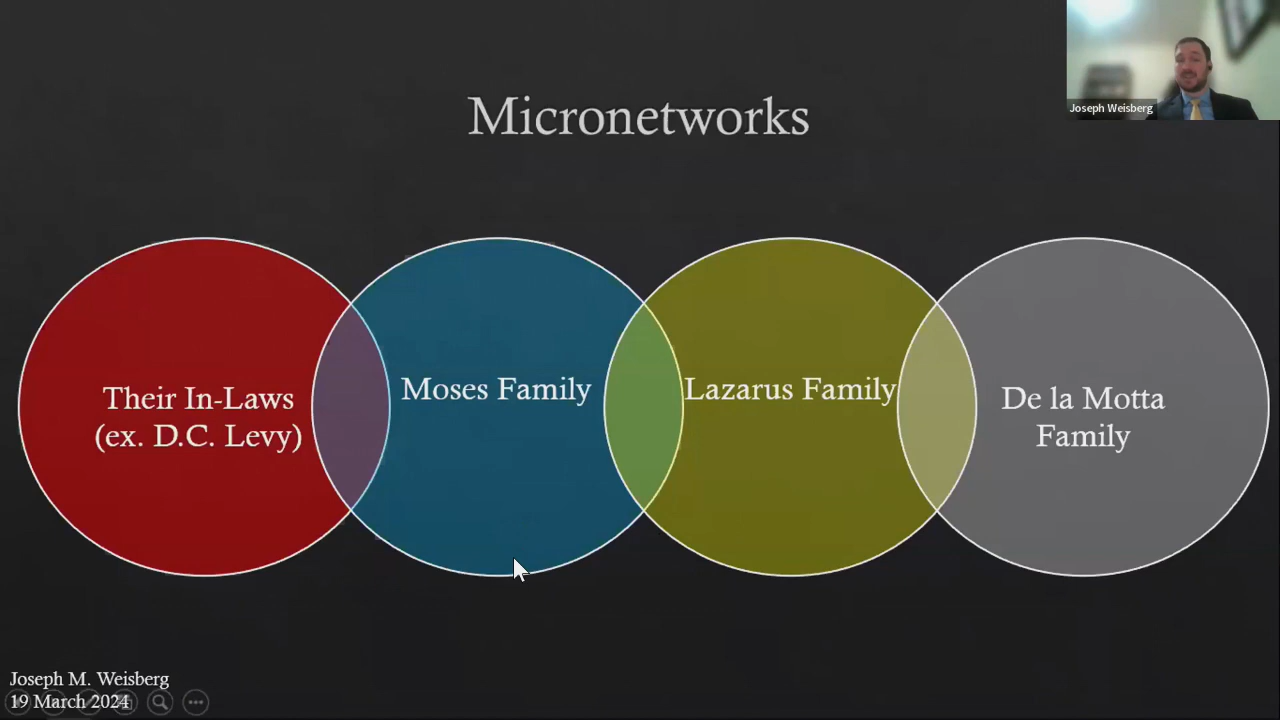 Micronetworks
Joseph Weisberg
Their In-Laws
(ex. D.C. Levy)
Moses Family
Lazarus Family
De la Motta
Family
Joseph M. Weisberg
19 March 2024